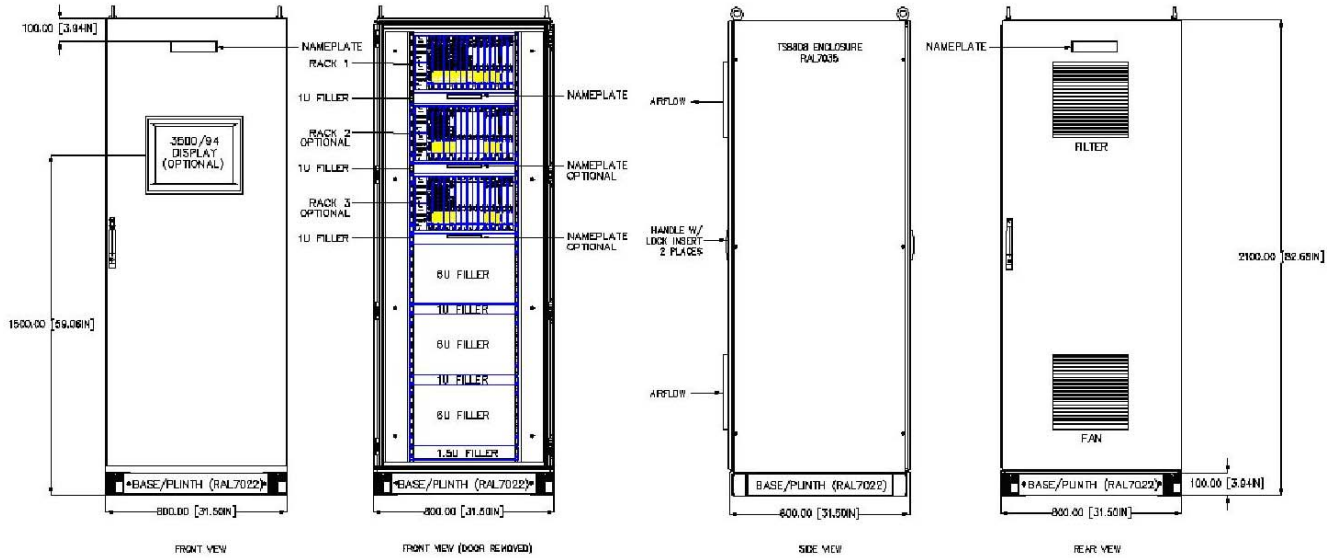 100.00 [3.94IN]
NAMEPLATE
3500/94
DISPLAY
(OPTIONAL)
1500.00 [59.06IN]
BASE/PLINTH (RAL7022)
800.00 [31.50IN]
FRONT VIEW
NAMEPLATE
RACK 1
1U FILLER
NAMEPLATE
RACK 2
OPTIONAL
1U FILLER
NAMEPLATE
OPTIONAL
RACK 3
OPTIONAL
1U FILLER
NAMEPLATE
OPTIONAL
6U FILLER
1U FILLER
6U FILLER
1U FILLER
6U FILLER
1.5U FILLER
BASE/PLINTH (RAL7022)
800.00 [31.50IN]
FRONT VIEW (DOOR REMOVED)
TS8808 ENCLOSURE
RAL7035
AIRFLOW
HANDLE W/
LOCK INSERT
2 PLACES
AIRFLOW
BASE/PLINTH (RAL7022)
800.00 [31.50IN]
SIDE VIEW
NAMEPLATE
FILTER
2100.00 [82.68IN]
FAN
BASE/PLINTH (RAL7022)
100.00 [3.94IN]
800.00 [31.50IN]
REAR VIEW